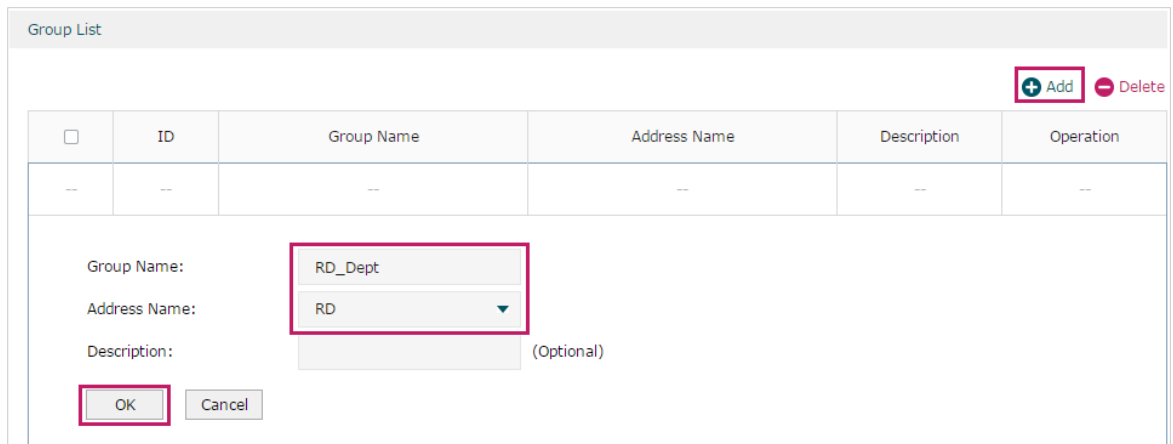 Group List
Add Delete
ID Group Name Address Name Description Operation
-- -- -- -- -- --
Group Name: RD_Dept
Address Name: RD
Description: (Optional)
OK Cancel